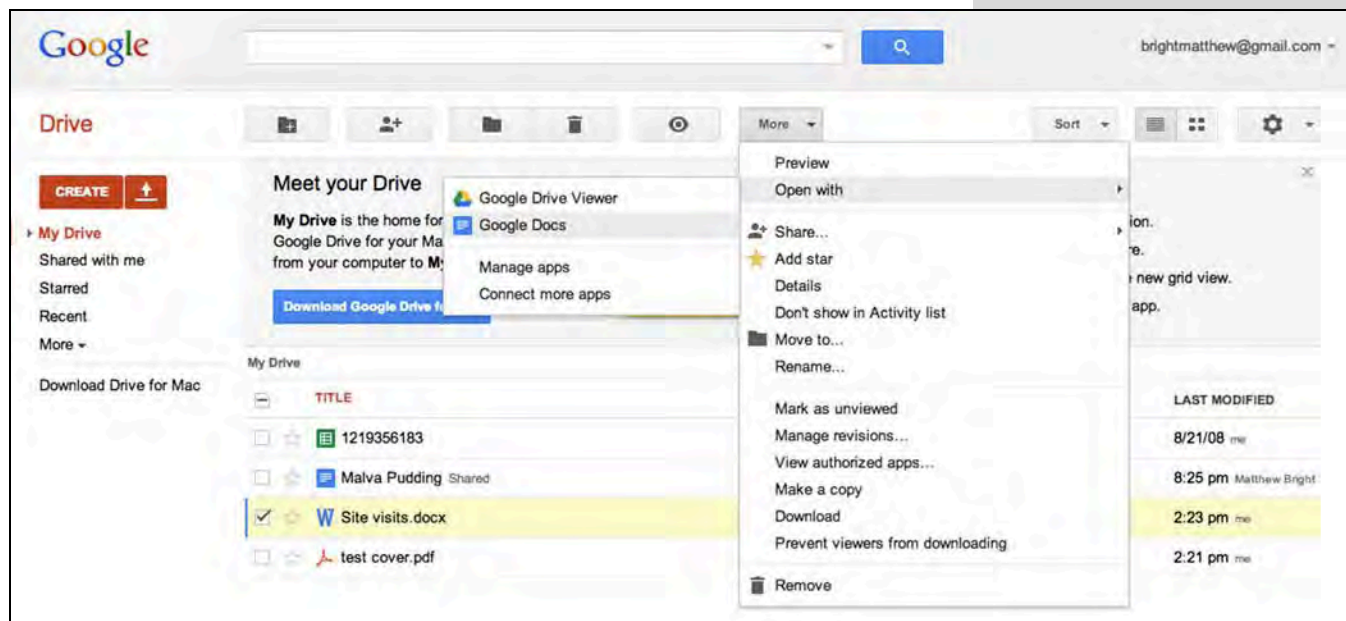 Google
brightmatthew@gmail.com
Drive
More
Sort
CREATE
My Drive
Shared with me
Starred
Recent
More
Download Drive for Mac
Meet your Drive
My Drive is the home for
Google Drive for your Ma
from your computer to
Download Google Drive
Google Drive Viewer
Google Docs
Manage apps
Connect more apps
Preview
Open with
Share...
Add star
Details
Don't show in Activity list
Move to...
Rename...
Mark as unviewed
Manage revisions...
View authorized apps...
Make a copy
Download
Prevent viewers from downloading
Remove
ion.
re.
new grid view.
app.
My Drive
TITLE
LAST MODIFIED
1219356183
8/21/08 me
Malva Pudding Shared
8:25 pm Matthew Bright
Site visits.docx
2:23 pm me
test cover.pdf
2:21 pm me